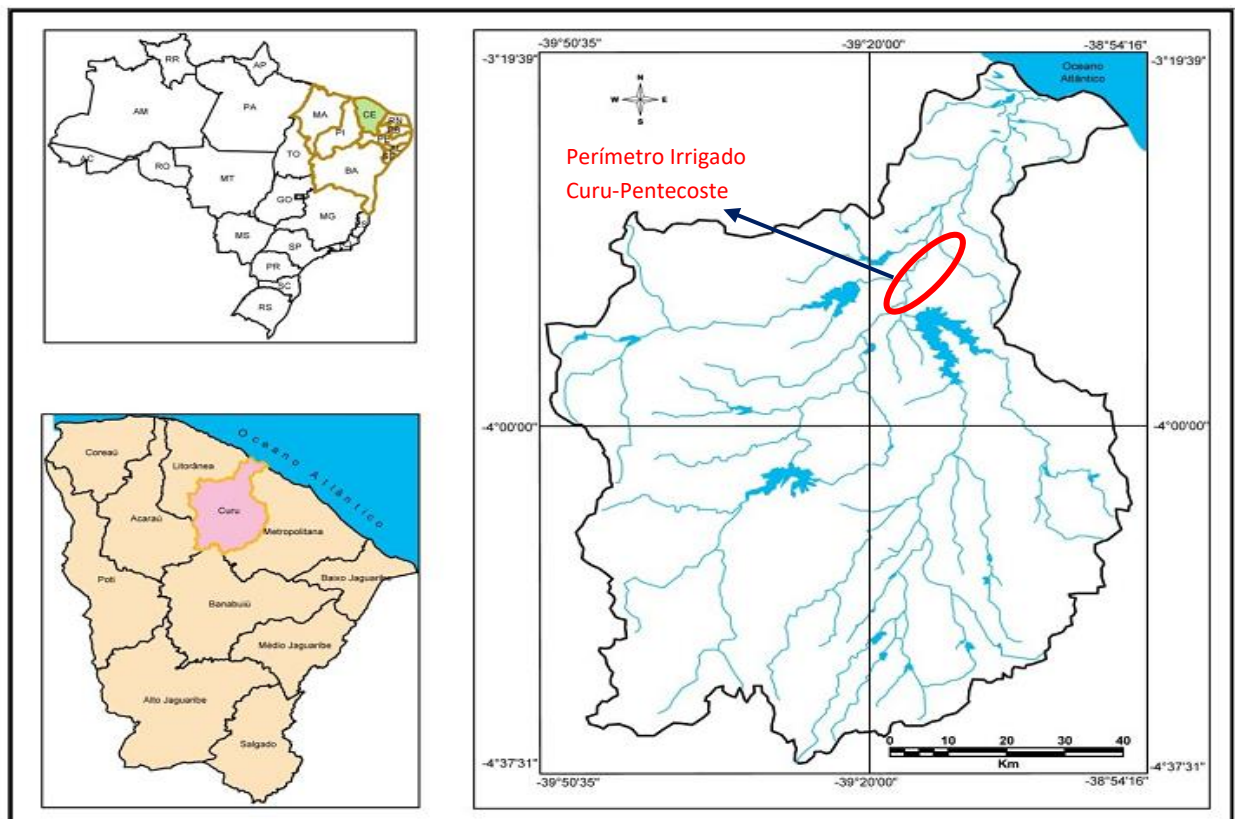 RR
AP
AM
PA
MA
CE
RN
PB
PI
AC
RO
TO
BA
MT
GO
MG
MS
SP
PR
SC
RS
Oceano Atlântico
Coreaú
Litorânea
Acaraú
Curu
Metropolitana
Poti
Baixo Jaguaribe
Banabuiú
Médio Jaguaribe
Alto Jaguaribe
Salgado
-39°50'35"
-39°20'00"
-38°54'16"
-3°19'39"
-3°19'39"
Oceano
Atlântico
N
W
E
S
Perímetro Irrigado
Curu-Pentecoste
-4°00'00"
-4°00'00"
0 10 20 30 40
Km
-4°37'31"
-4°37'31"
-39°50'35"
-39°20'00"
-38°54'16"